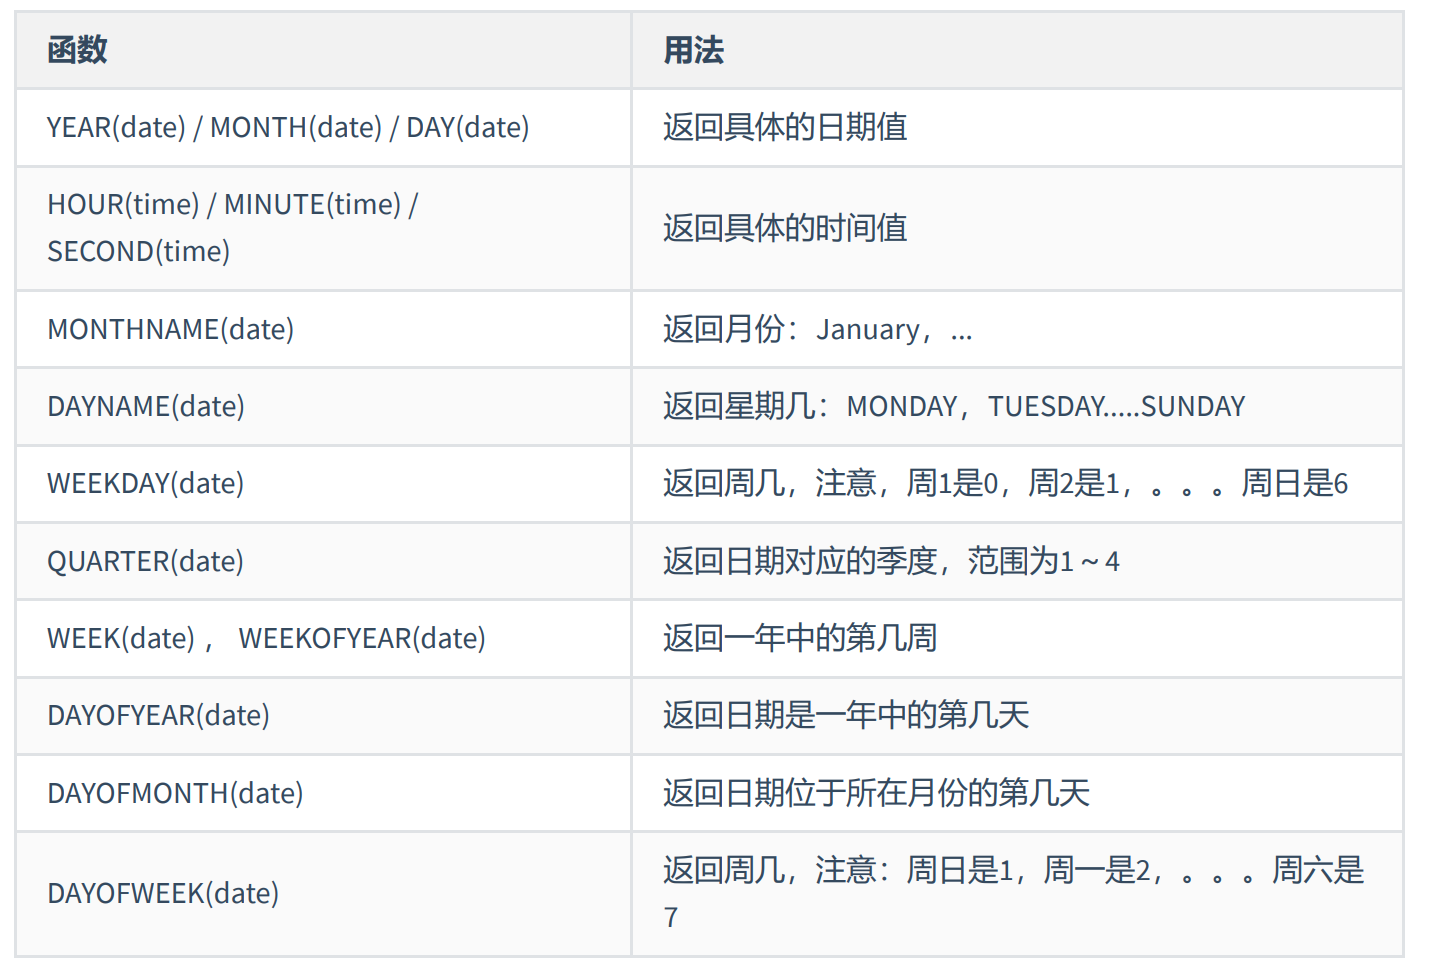 函数
用法
YEAR(date) / MONTH(date) / DAY(date)
返回具体的日期值
HOUR(time) / MINUTE(time) /
SECOND(time)
返回具体的时间值
MONTHNAME(date)
返回月份：January，...
DAYNAME(date)
返回星期几：MONDAY，TUESDAY.....SUNDAY
WEEKDAY(date)
返回周几，注意，周1是0，周2是1，。。。周日是6
QUARTER(date)
返回日期对应的季度，范围为1～4
WEEK(date) ， WEEKOFYEAR(date)
返回一年中的第几周
DAYOFYEAR(date)
返回日期是一年中的第几天
DAYOFMONTH(date)
返回日期位于所在月份的第几天
DAYOFWEEK(date)
返回周几，注意：周日是1，周一是2，。。。周六是
7